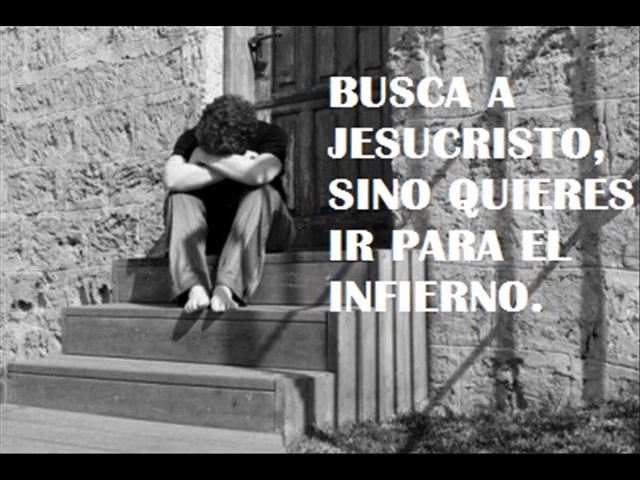 BUSCA A
JESUCRISTO,
SINO QUIERES
IR PARA EL
INFIERNO.